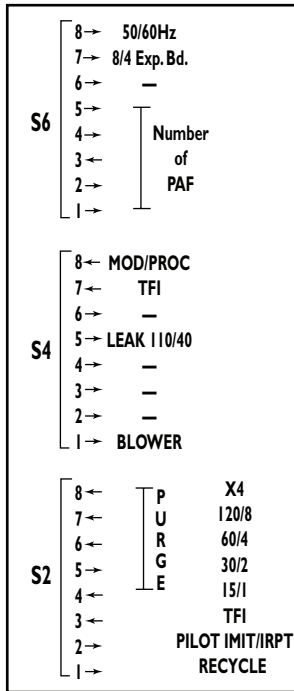 8→ 50/60Hz
7→ 8/4 Exp. Bd.
6→ –
S6
5→
4→ Number
3← of
2→ PAF
1→
8← MOD/PROC
7← TFI
6→ –
5→ LEAK 110/40
S4
4→ –
3→ –
2→ –
1→ BLOWER
8← P X4
7← U 120/8
6← R 60/4
5→ G 30/2
S2
4← E 15/1
3← TFI
2→ PILOT IMIT/IRPT
1→ RECYCLE